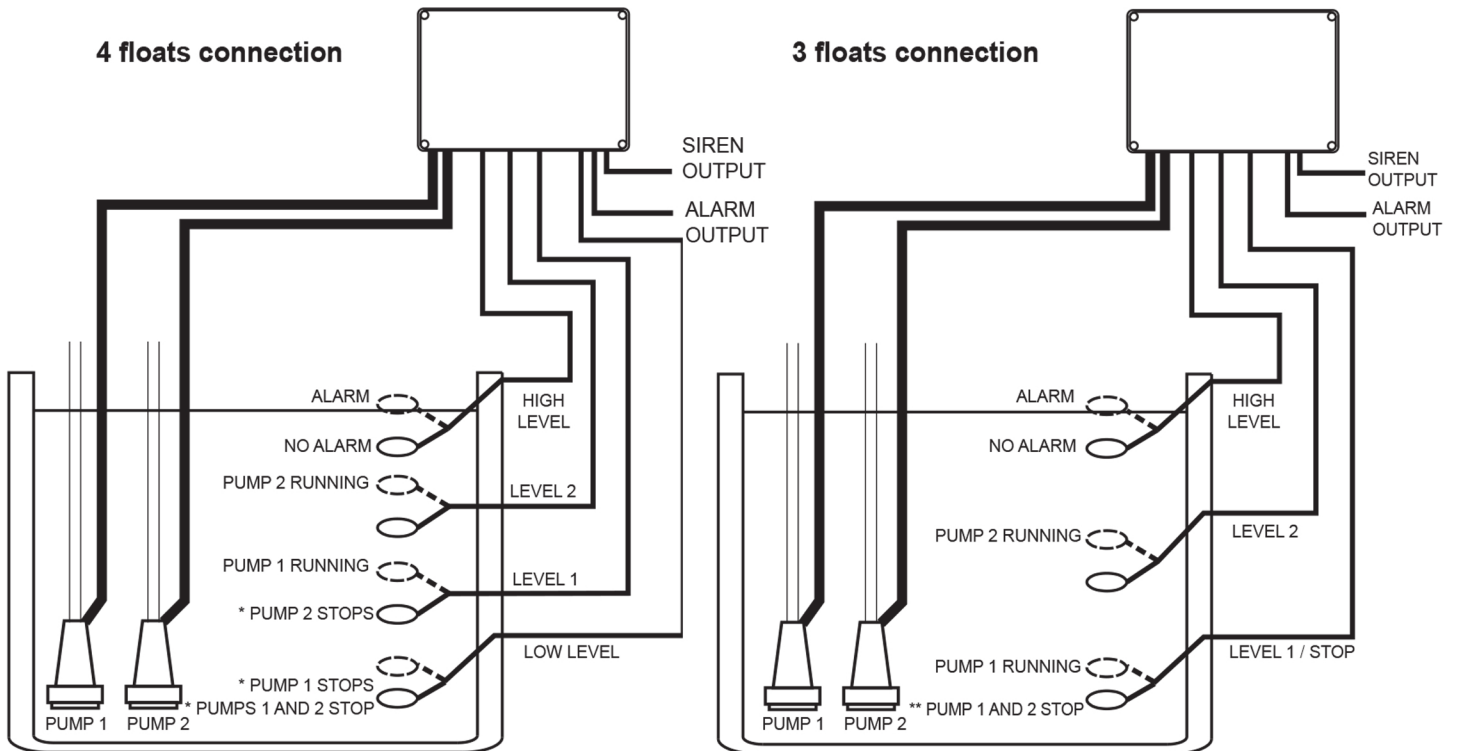 4 floats connection
SIREN
OUTPUT
ALARM
OUTPUT
ALARM
HIGH
LEVEL
NO ALARM
PUMP 2 RUNNING
LEVEL 2
PUMP 1 RUNNING
LEVEL 1
* PUMP 2 STOPS
LOW LEVEL
* PUMP 1 STOPS
* PUMPS 1 AND 2 STOP
PUMP 1
PUMP 2
3 floats connection
SIREN
OUTPUT
ALARM
OUTPUT
ALARM
HIGH
LEVEL
NO ALARM
PUMP 2 RUNNING
LEVEL 2
LEVEL 1 / STOP
PUMP 1 RUNNING
** PUMP 1 AND 2 STOP
PUMP 1
PUMP 2